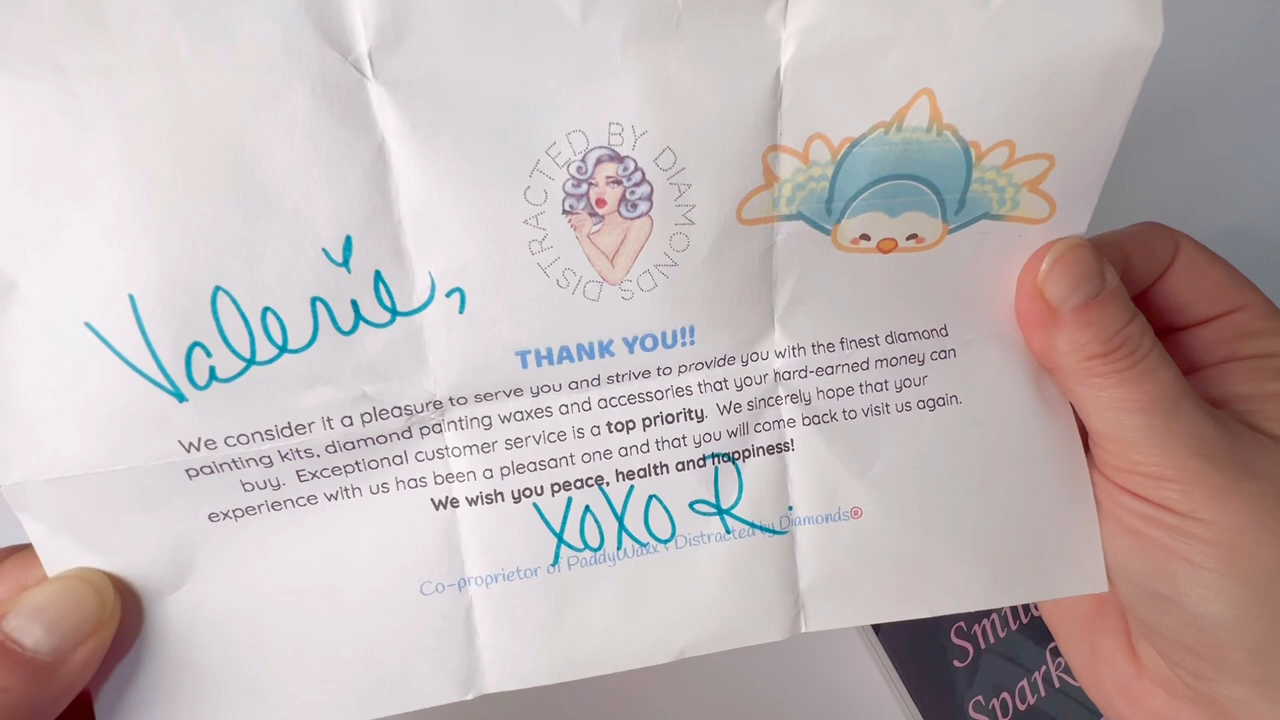 DISTRACTED BY DIAMONDS
Valerie,
THANK YOU!!
We consider it a pleasure to serve you and strive to provide you with the finest diamond
painting kits, diamond painting waxes and accessories that your hard-earned money can
buy. Exceptional customer service is a top priority. We sincerely hope that your
experience with us has been a pleasant one and that you will come back to visit us again.
We wish you peace, health and happiness!
XOXO R.
Co-proprietor of PaddyWaxx & Distracted by Diamonds®